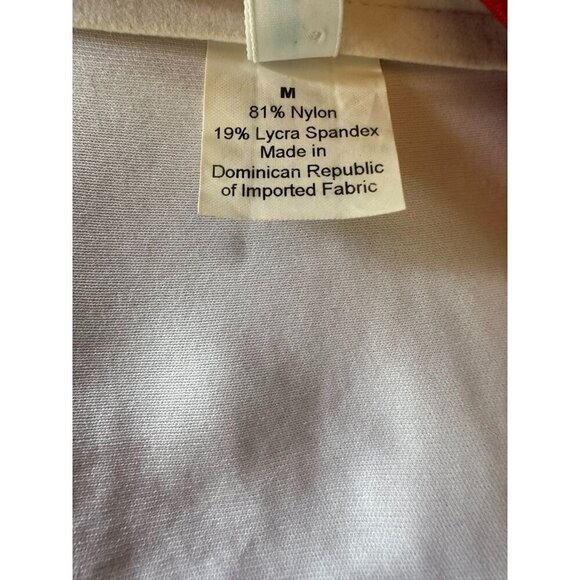 M
81% Nylon
19% Lycra Spandex
Made in
Dominican Republic
of Imported Fabric